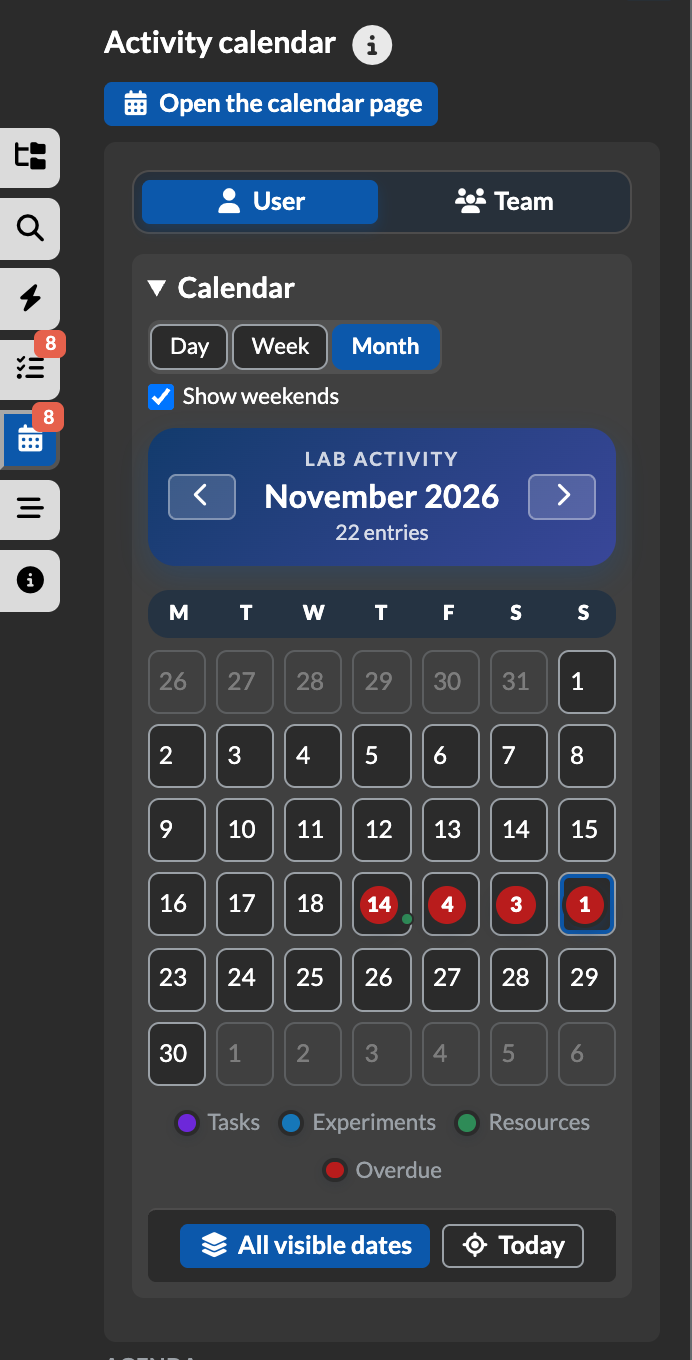 Activity calendar
Open the calendar page
User Team
Calendar
Day Week Month
8
Show weekends
8
LAB ACTIVITY
November 2026
22 entries
M T W T F S S
26 27 28 29 30 31 1
2 3 4 5 6 7 8
9 10 11 12 13 14 15
16 17 18 14 4 3 1
23 24 25 26 27 28 29
30 1 2 3 4 5 6
Tasks Experiments Resources
Overdue
All visible dates Today